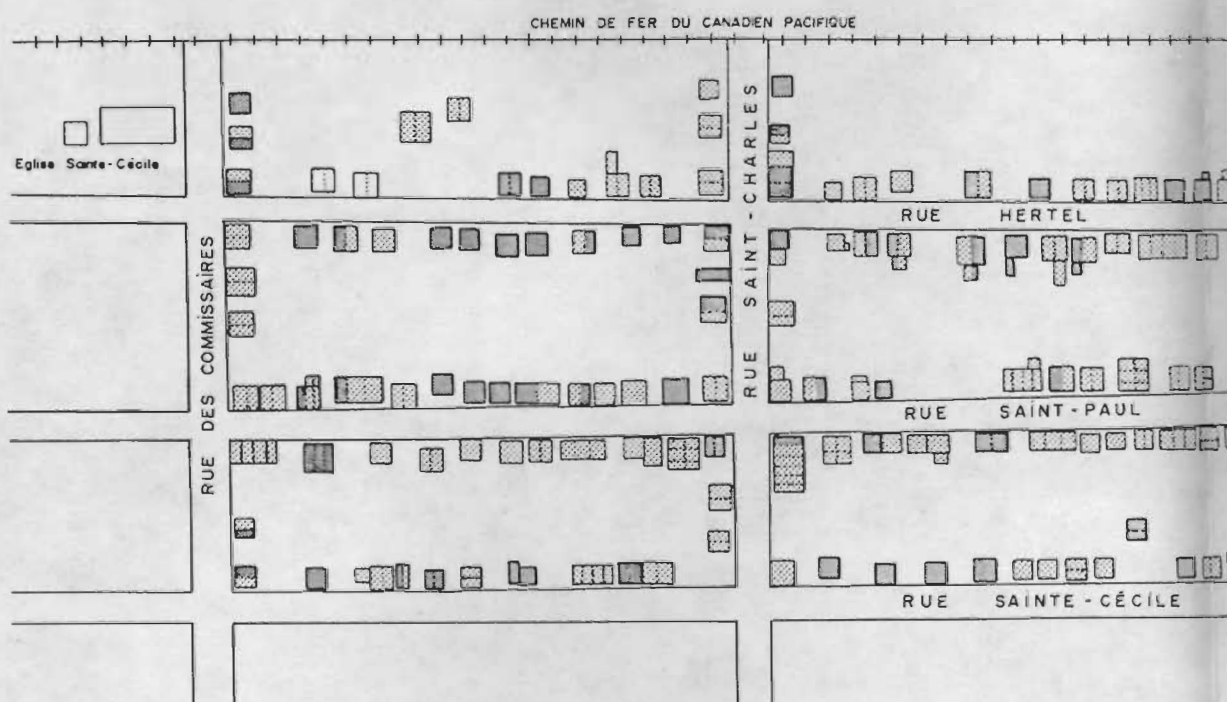 CHEMIN DE FER DU CANADIEN PACIFIQUE
Eglise Sainte-Cécile
RUE DES COMMISSAIRES
RUE SAINT-CHARLES
RUE HERTEL
RUE SAINT-PAUL
RUE SAINTE-CÉCILE